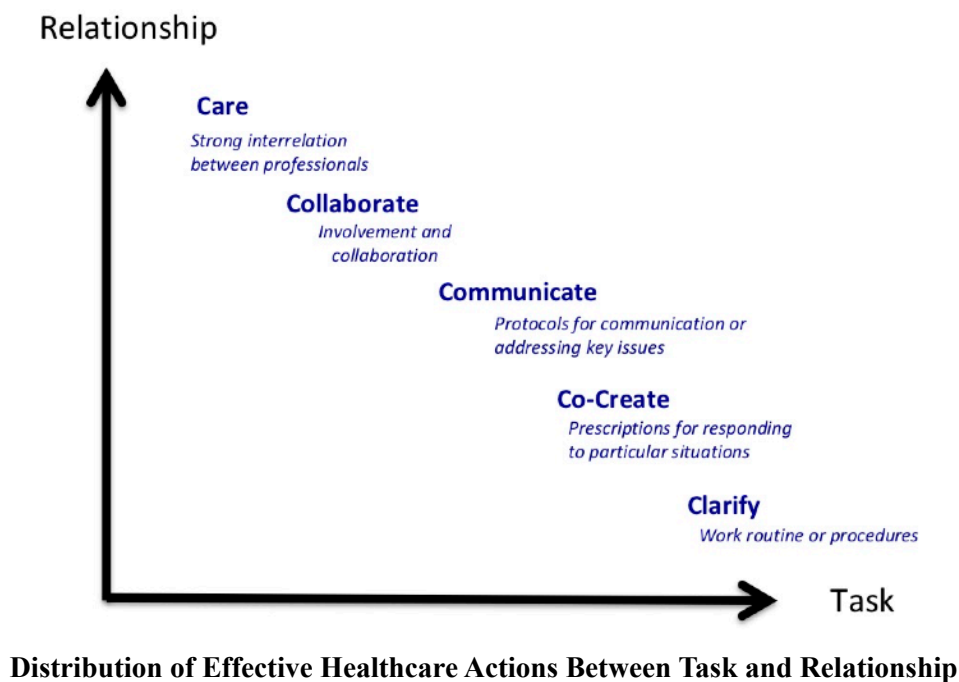 Relationship
Care
Strong interrelation
between professionals
Collaborate
Involvement and
collaboration
Communicate
Protocols for communication or
addressing key issues
Co-Create
Prescriptions for responding
to particular situations
Clarify
Work routine or procedures
Task
Distribution of Effective Healthcare Actions Between Task and Relationship